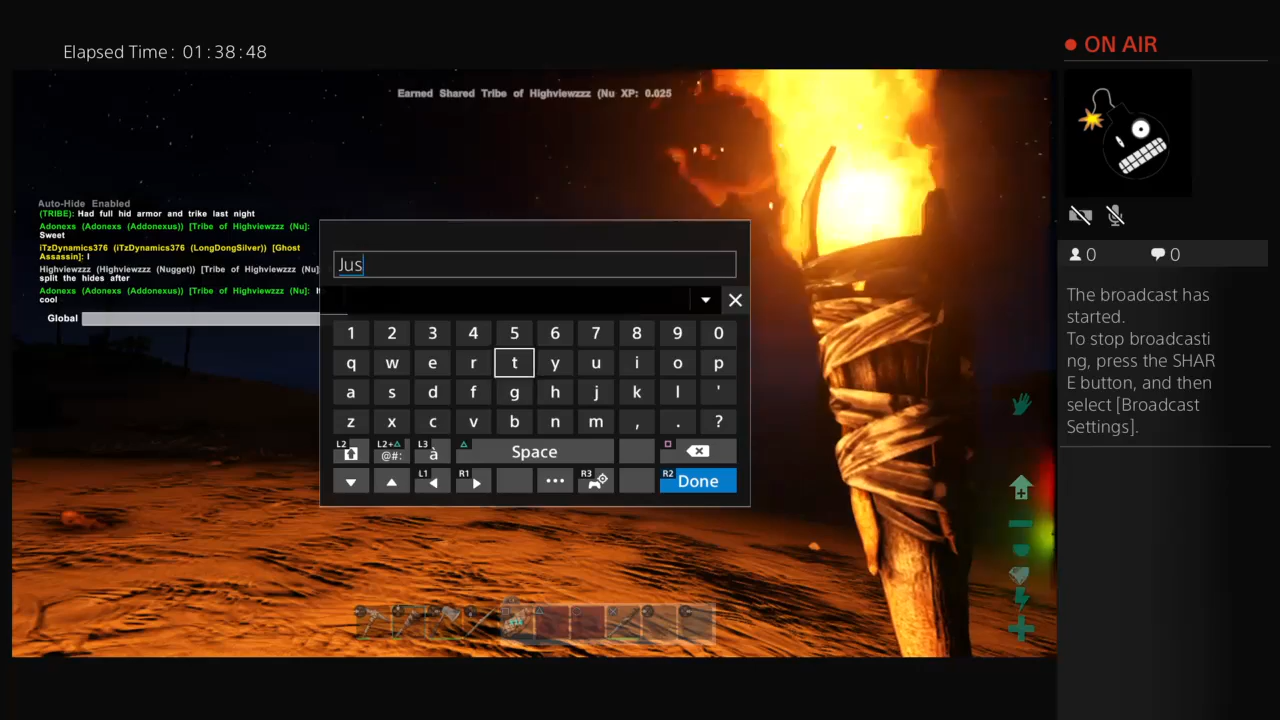 Elapsed Time: 01:38:48
ON AIR
Earned Shared Tribe of Highviewzzz (Nu XP: 0.025
Auto-Hide Enabled
(TRIBE): Had full hid armor and trike last night
Adonexs (Adonexs (Addonexus)) [Tribe of Highviewzzz (Nu]:
Sweet
iTzDynamics376 (iTzDynamics376 (LongDongSilver)) [Ghost
Assassin]: I
Highviewzzz (Highviewzzz (Nugget)) [Tribe of Highviewzzz (Nu]
split the hides after
Adonexs (Adonexs (Addonexus)) [Tribe of Highviewzzz (Nu]:
cool
Global
Jus
1 2 3 4 5 6 7 8 9 0
q w e r t y u i o p
a s d f g h j k l '
z x c v b n m , . ?
L2 L2+△ @#: L3 à △ Space
L1 R1 ... R3 R2 Done
0 0
The broadcast has
started.
To stop broadcasti
ng, press the SHAR
E button, and then
select [Broadcast
Settings].